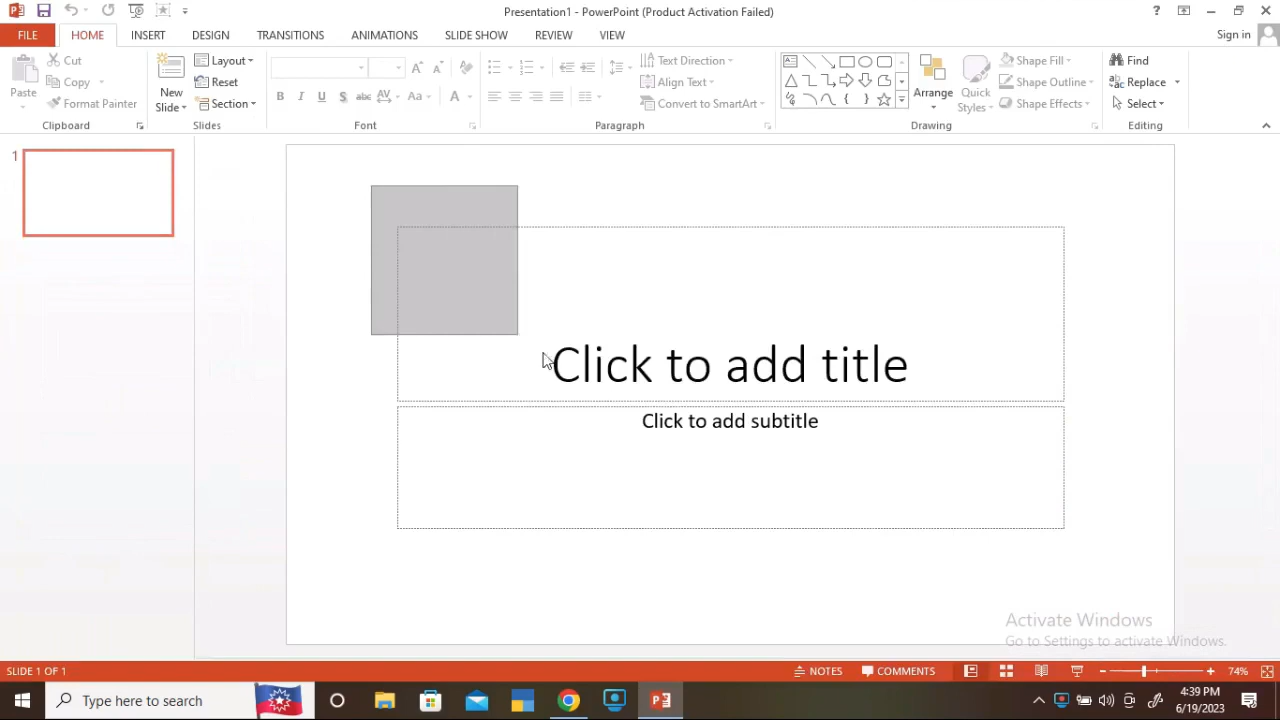 Presentation1 - PowerPoint (Product Activation Failed)
FILE HOME INSERT DESIGN TRANSITIONS ANIMATIONS SLIDE SHOW REVIEW VIEW Sign in
Paste
Cut
Copy
Format Painter
Clipboard
New
Slide
Layout
Reset
Section
Slides
B I U S abc AV Aa A
Font
Text Direction
Align Text
Convert to SmartArt
Paragraph
Arrange
Quick
Styles
Shape Fill
Shape Outline
Shape Effects
Drawing
Find
Replace
Select
Editing
1
Click to add title
Click to add subtitle
Activate Windows
Go to Settings to activate Windows.
SLIDE 1 OF 1 NOTES COMMENTS 74%
Type here to search
4:39 PM
6/19/2023